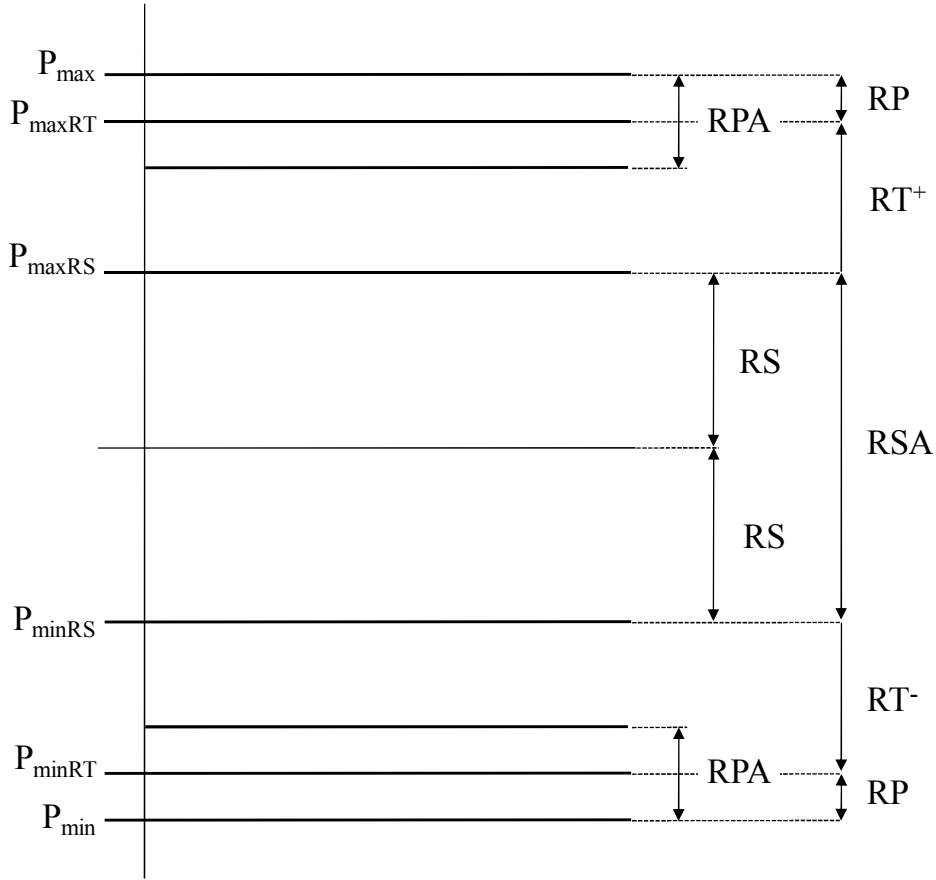 P_max
RP
P_maxRT
RPA
RT⁺
P_maxRS
RS
RSA
RS
P_minRS
RT⁻
P_minRT
RPA
RP
P_min